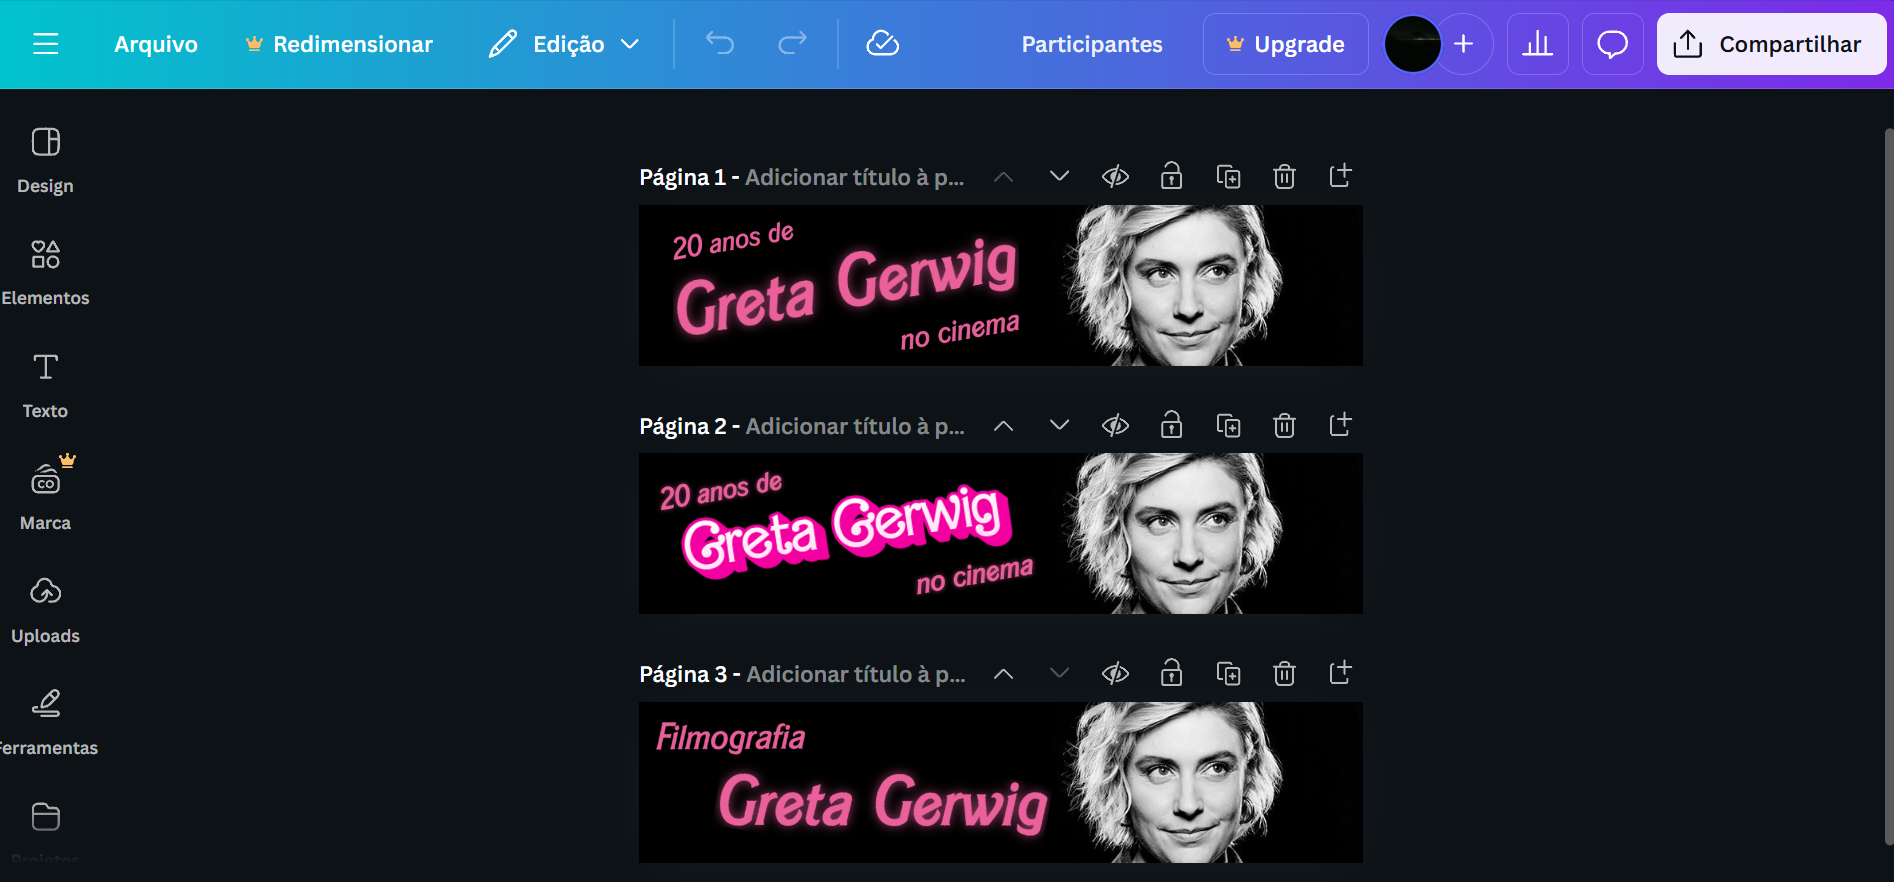 Arquivo
Redimensionar
Edição
Participantes
Upgrade
Compartilhar
Design
Elementos
Texto
CO
Marca
Uploads
Ferramentas
Projetos
Página 1 - Adicionar título à p...
20 anos de
Greta Gerwig
no cinema
Página 2 - Adicionar título à p...
20 anos de
Greta Gerwig
no cinema
Página 3 - Adicionar título à p...
Filmografia
Greta Gerwig